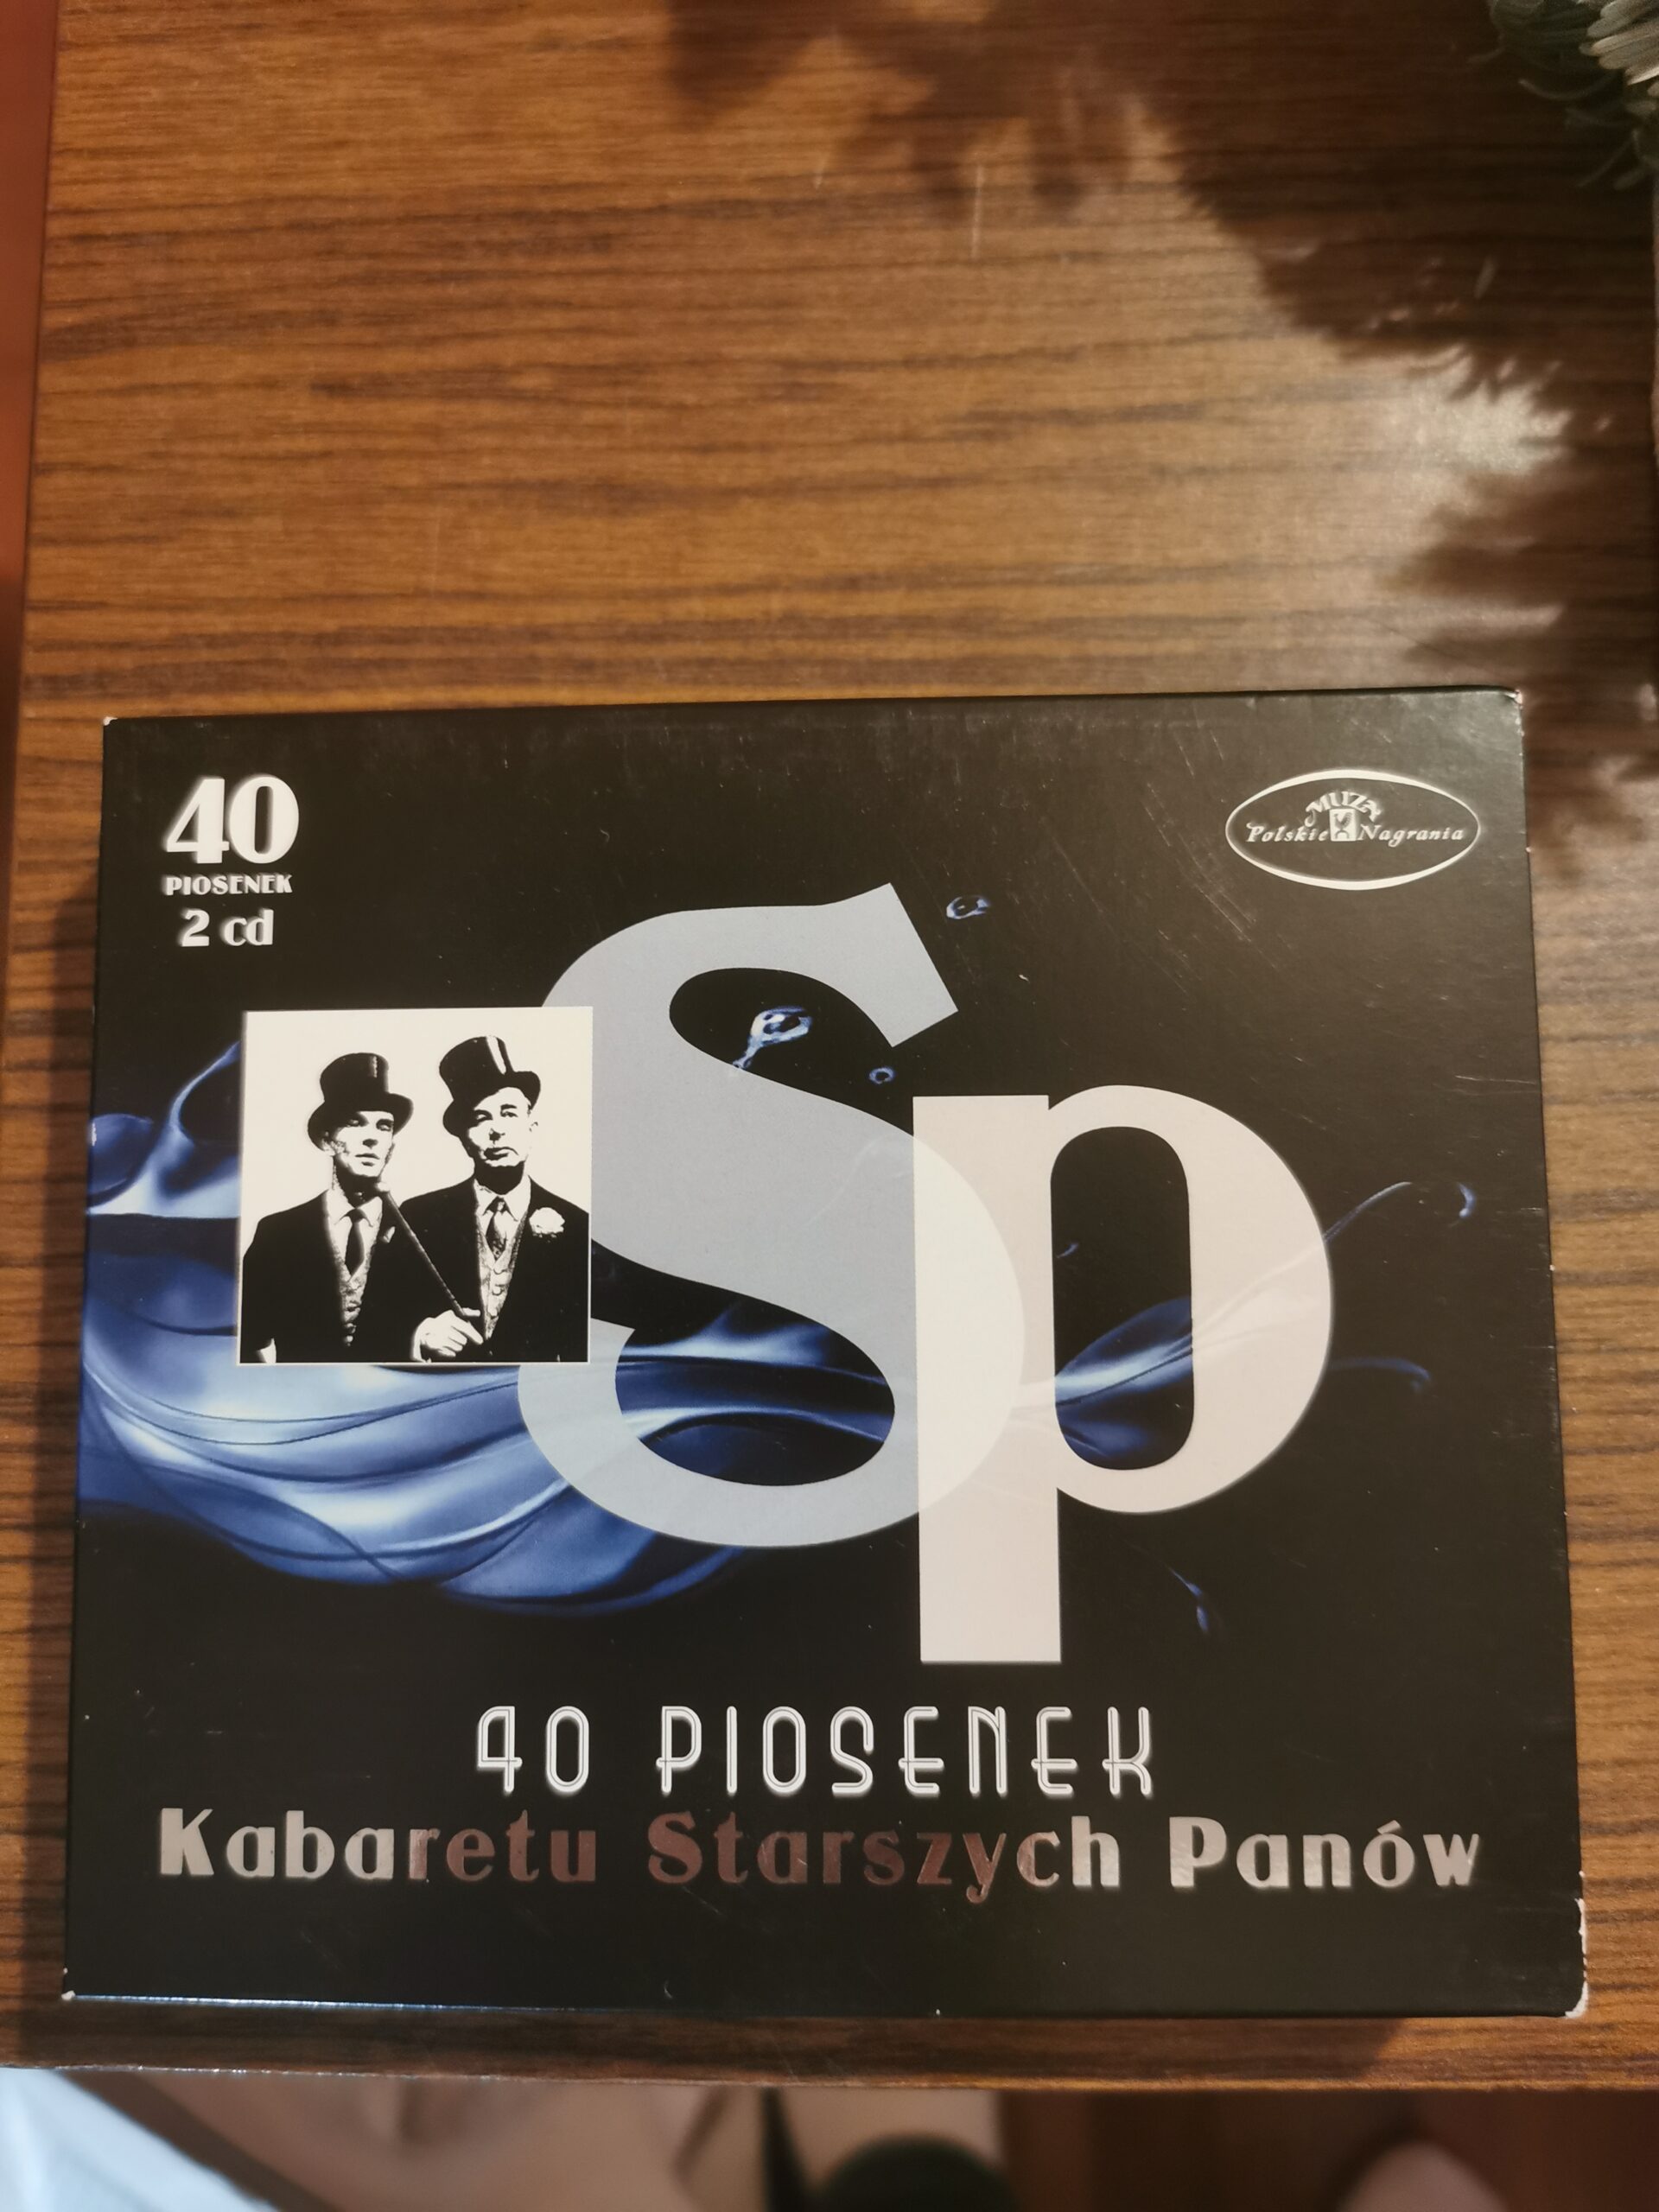 40
PIOSENEK
2 cd
MUZA
Polskie Nagrania
Sp
40 PIOSENEK
Kabaretu Starszych Panów